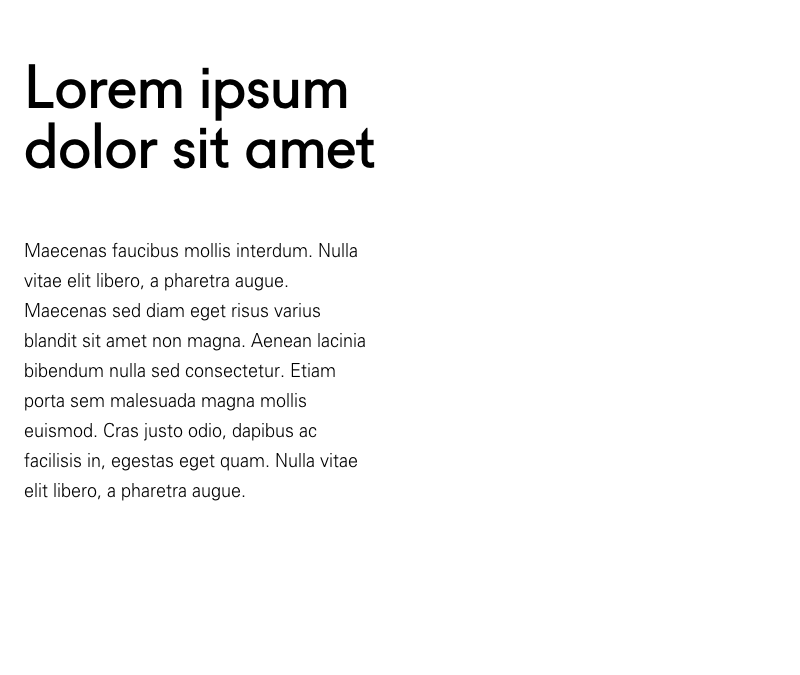 Lorem ipsum
dolor sit amet
Maecenas faucibus mollis interdum. Nulla
vitae elit libero, a pharetra augue.
Maecenas sed diam eget risus varius
blandit sit amet non magna. Aenean lacinia
bibendum nulla sed consectetur. Etiam
porta sem malesuada magna mollis
euismod. Cras justo odio, dapibus ac
facilisis in, egestas eget quam. Nulla vitae
elit libero, a pharetra augue.